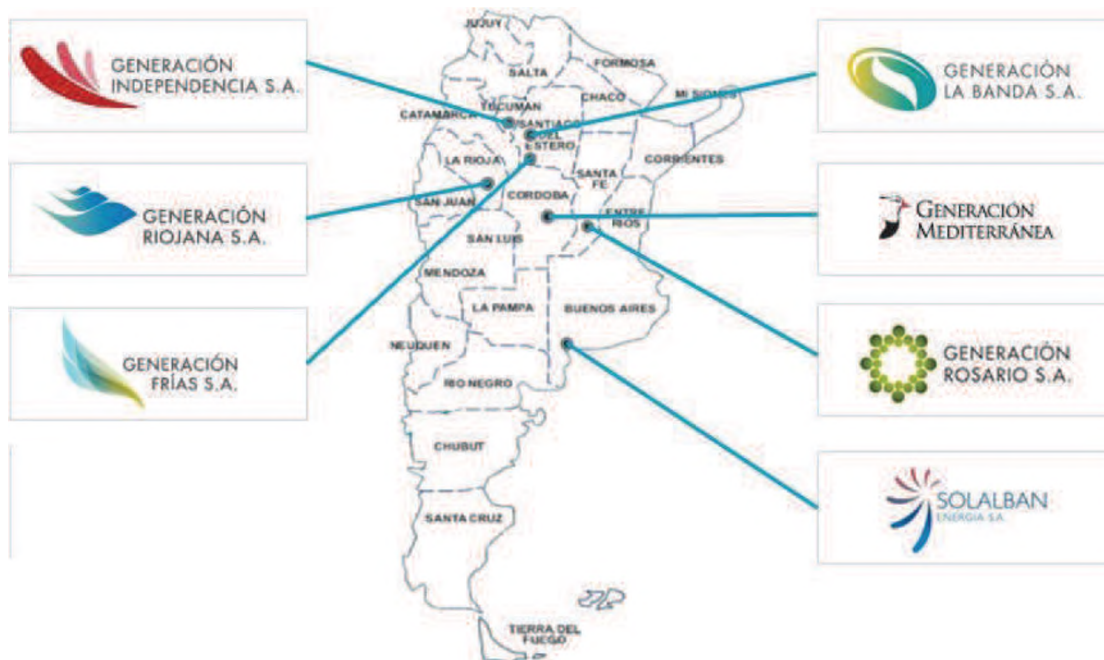 GENERACIÓN
INDEPENDENCIA S.A.
GENERACIÓN
RIOJANA S.A.
GENERACIÓN
FRÍAS S.A.
JUJUY
SALTA
FORMOSA
TUCUMAN
CHACO
MISIONES
CATAMARCA
SANTIAGO
DEL
ESTERO
CORRIENTES
LA RIOJA
SANTA
FE
SAN JUAN
CORDOBA
ENTRE
RIOS
SAN LUIS
MENDOZA
LA PAMPA
BUENOS AIRES
NEUQUEN
RIO NEGRO
CHUBUT
SANTA CRUZ
TIERRA DEL
FUEGO
GENERACIÓN
LA BANDA S.A.
GENERACIÓN
MEDITERRÁNEA
GENERACIÓN
ROSARIO S.A.
SOLALBAN
ENERGÍA S.A.